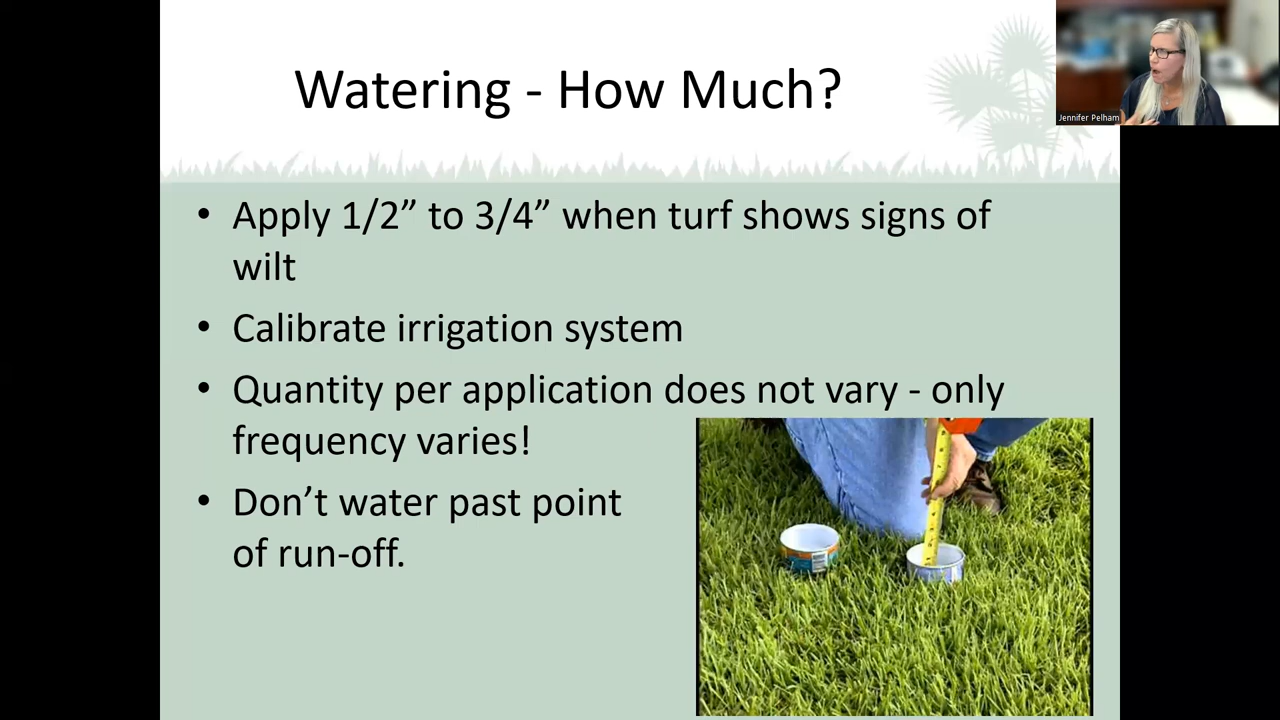 Watering - How Much?
Jennifer Pelham
• Apply 1/2” to 3/4” when turf shows signs of
wilt
• Calibrate irrigation system
• Quantity per application does not vary - only
frequency varies!
• Don’t water past point
of run-off.